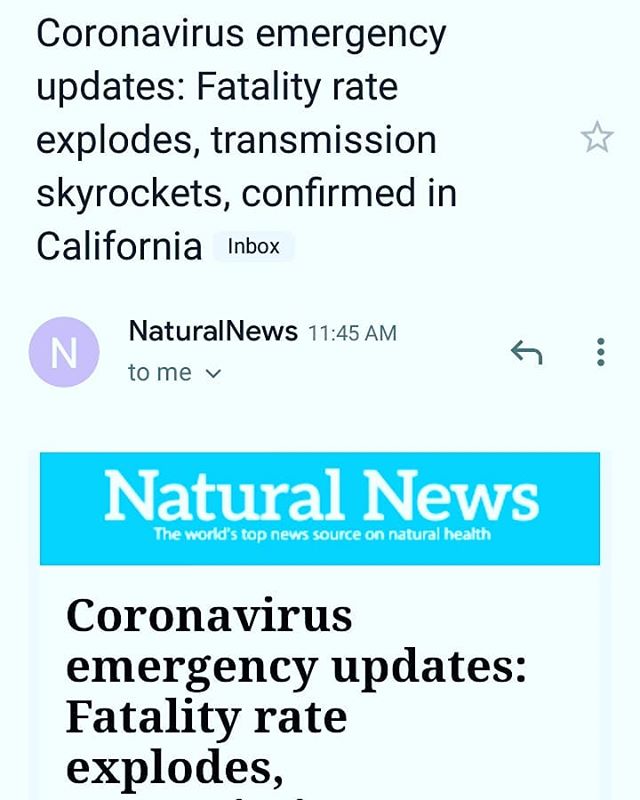 Coronavirus emergency
updates: Fatality rate
explodes, transmission
skyrockets, confirmed in
California Inbox
N
NaturalNews 11:45 AM
to me
Natural News
The world's top news source on natural health
Coronavirus
emergency updates:
Fatality rate
explodes,